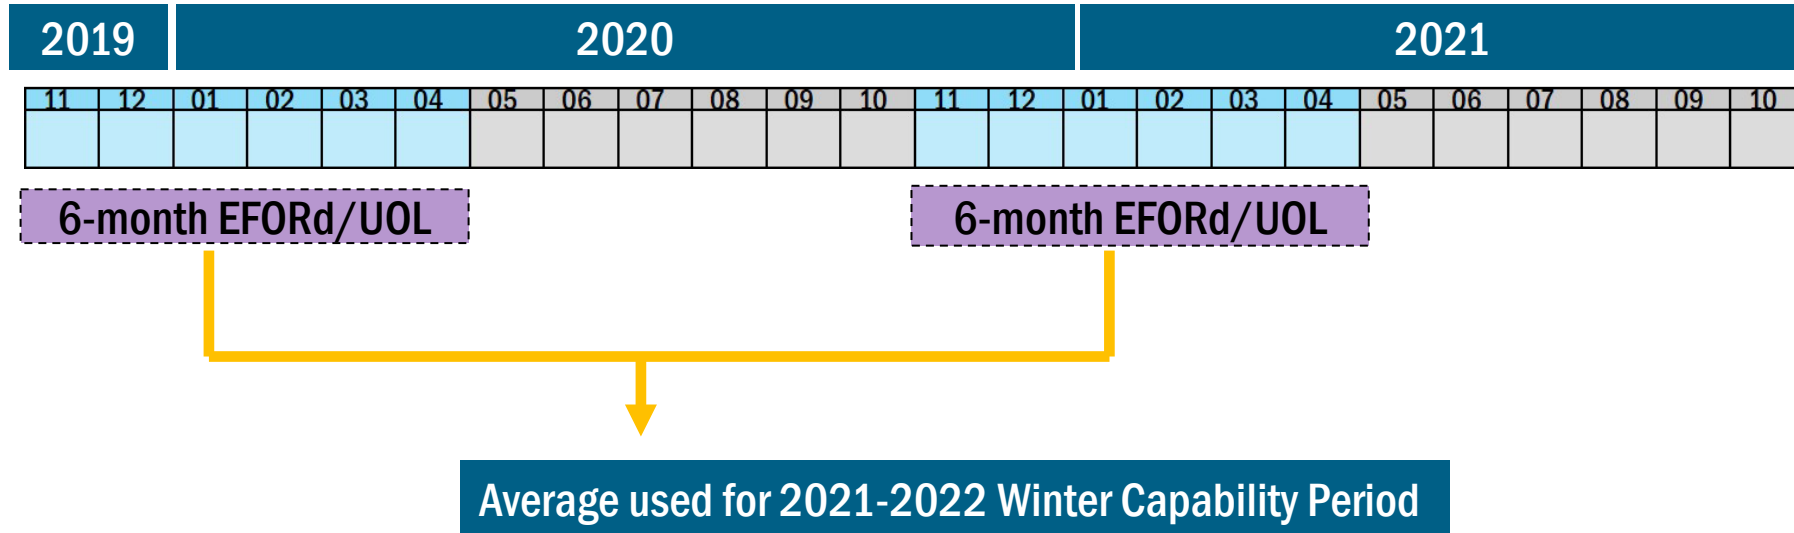 2019 2020 2021
11 12 01 02 03 04 05 06 07 08 09 10 11 12 01 02 03 04 05 06 07 08 09 10
6-month EFORd/UOL 6-month EFORd/UOL
Average used for 2021-2022 Winter Capability Period